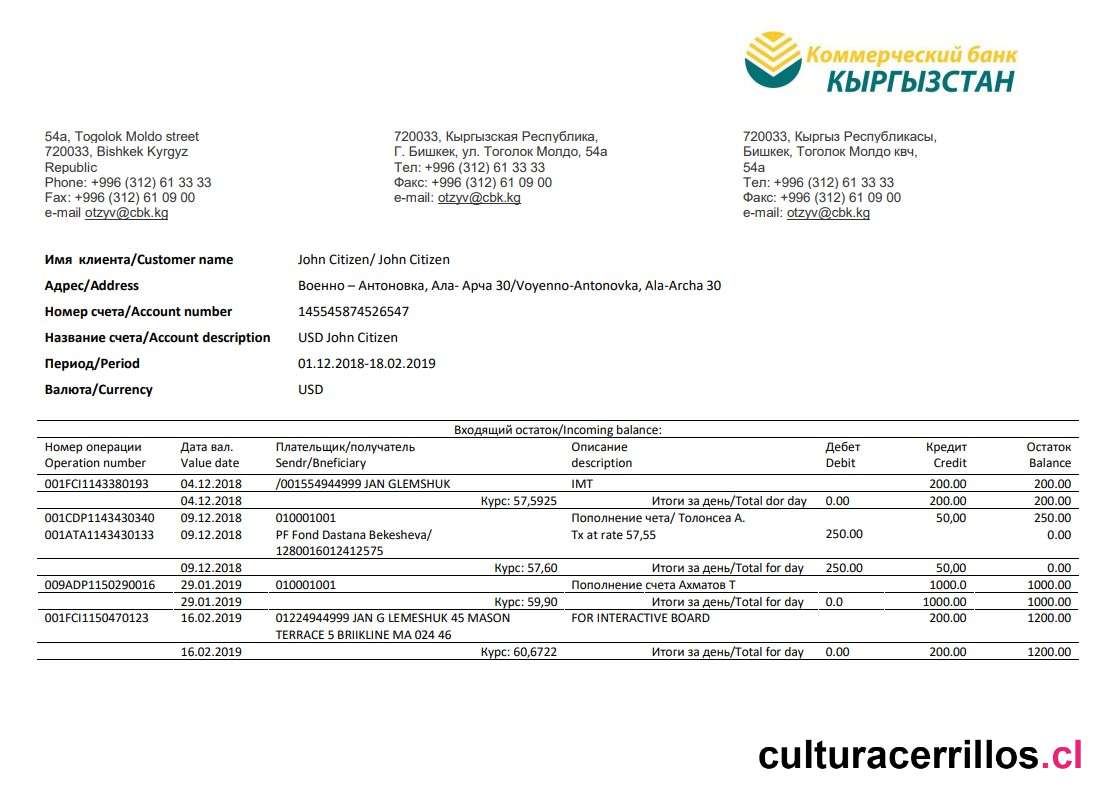 Коммерческий банк
КЫРГЫЗСТАН
54a, Togolok Moldo street
720033, Bishkek Kyrgyz
Republic
Phone: +996 (312) 61 33 33
Fax: +996 (312) 61 09 00
e-mail otzyv@cbk.kg
720033, Кыргызская Республика,
Г. Бишкек, ул. Тоголок Молдо, 54а
Тел: +996 (312) 61 33 33
Факс: +996 (312) 61 09 00
e-mail: otzyv@cbk.kg
720033, Кыргыз Республикасы,
Бишкек, Тоголок Молдо квч,
54а
Тел: +996 (312) 61 33 33
Факс: +996 (312) 61 09 00
e-mail: otzyv@cbk.kg
Имя клиента/Customer name John Citizen/ John Citizen
Адрес/Address Военно – Антоновка, Ала- Арча 30/Voyenno-Antonovka, Ala-Archa 30
Номер счета/Account number 145545874526547
Название счета/Account description USD John Citizen
Период/Period 01.12.2018-18.02.2019
Валюта/Currency USD
Входящий остаток/Incoming balance:
Номер операции Дата вал. Плательщик/получатель Описание Дебет Кредит Остаток
Operation number Value date Sendr/Bneficiary description Debit Credit Balance
001FCI1143380193 04.12.2018 /001554944999 JAN GLEMSHUK IMT 200.00 200.00
04.12.2018 Курс: 57,5925 Итоги за день/Total dor day 0.00 200.00 200.00
001CDP1143430340 09.12.2018 010001001 Пополнение чета/ Толонсеа А. 50,00 250.00
001ATA1143430133 09.12.2018 PF Fond Dastana Bekesheva/ Tx at rate 57,55 250.00 0.00
1280016012412575
09.12.2018 Курс: 57,60 Итоги за день/Total for day 250.00 50,00 0.00
009ADP1150290016 29.01.2019 010001001 Пополнение счета Ахматов Т 1000.0 1000.00
29.01.2019 Курс: 59,90 Итоги за день/Total for day 0.0 1000.00 1000.00
001FCI1150470123 16.02.2019 01224944999 JAN G LEMESHUK 45 MASON FOR INTERACTIVE BOARD 200.00 1200.00
TERRACE 5 BRIIKLINE MA 024 46
16.02.2019 Курс: 60,6722 Итоги за день/Total for day 0.00 200.00 1200.00
culturacerrillos.cl